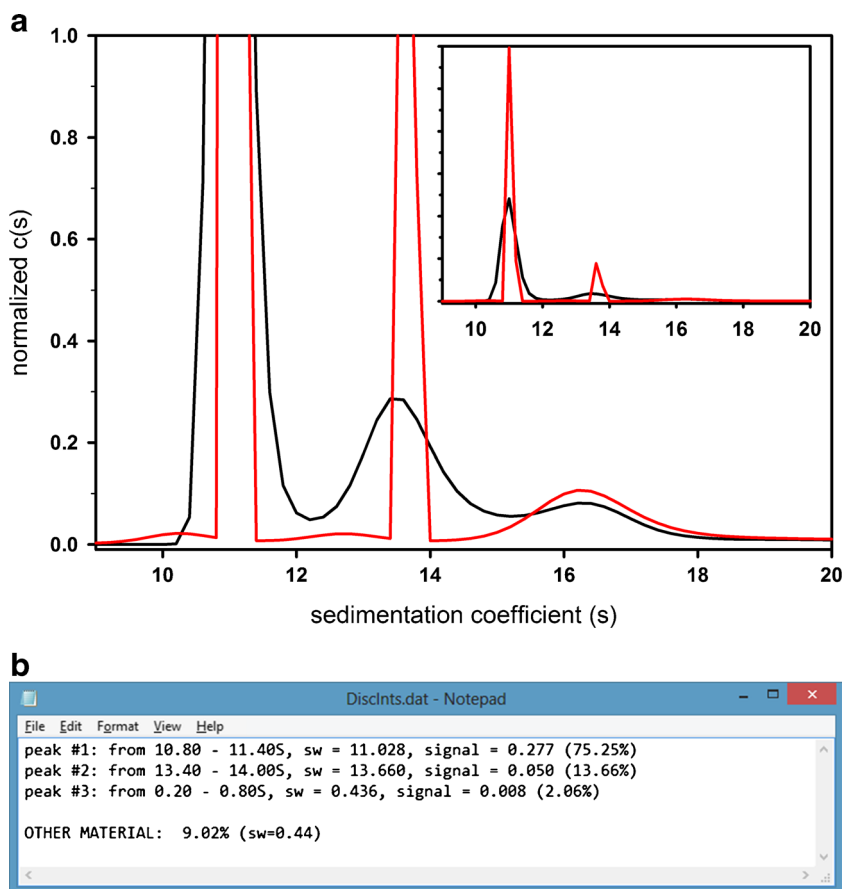 a
1.0
0.8
0.6
0.4
0.2
0.0
normalized c(s)
10 12 14 16 18 20
10 12 14 16 18 20
sedimentation coefficient (s)
b
DiscInts.dat - Notepad
File Edit Format View Help
peak #1: from 10.80 - 11.40S, sw = 11.028, signal = 0.277 (75.25%)
peak #2: from 13.40 - 14.00S, sw = 13.660, signal = 0.050 (13.66%)
peak #3: from 0.20 - 0.80S, sw = 0.436, signal = 0.008 (2.06%)
OTHER MATERIAL:  9.02% (sw=0.44)